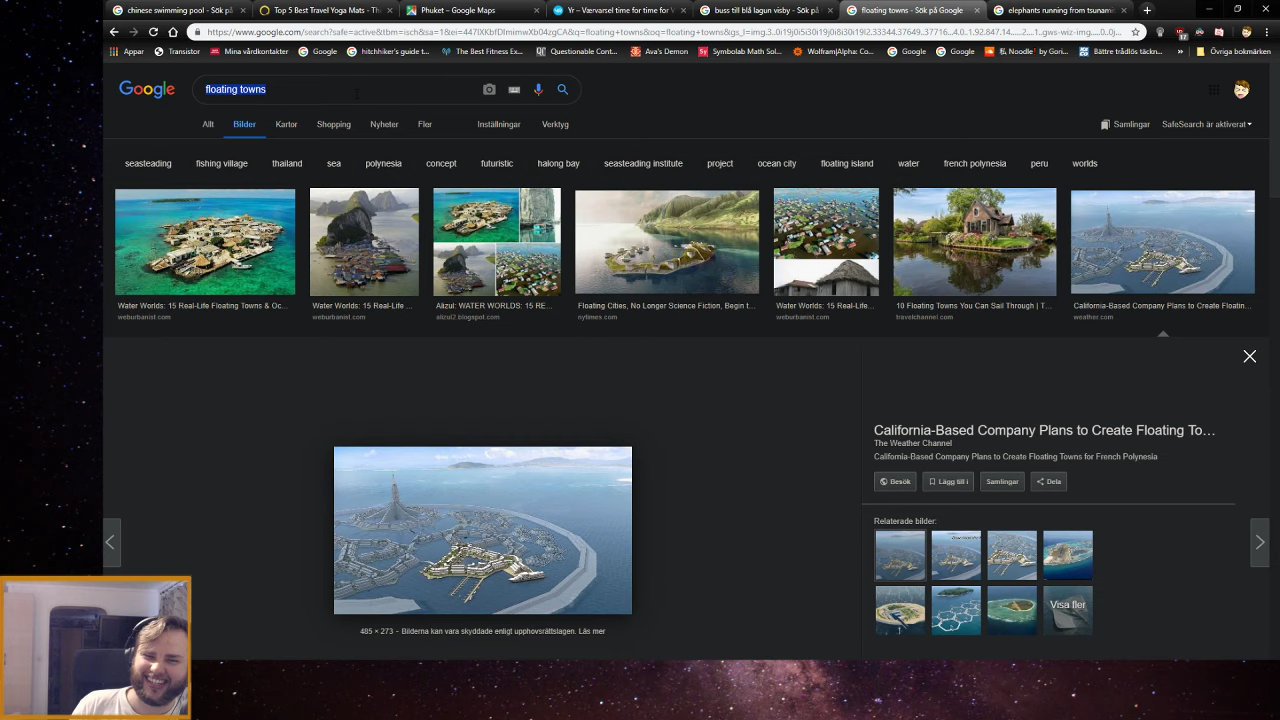 chinese swimming pool - Sök på
Top 5 Best Travel Yoga Mats - Th
Phuket – Google Maps
Yr – Værvarsel time for time for V
buss till blå lagun visby - Sök på
floating towns - Sök på Google
elephants running from tsunami
Appar
Transistor
Mina vårdkontakter
Google
hitchhiker's guide t...
The Best Fitness Ex...
Questionable Cont...
Ava's Demon
Symbolab Math Sol...
Wolfram|Alpha: Co...
Google
Google
Noodle' by Gori...
Bättre trådlös täckn...
»
Övriga bokmärken
Google
floating towns
Allt
Bilder
Kartor
Shopping
Nyheter
Fler
Inställningar
Verktyg
Samlingar
SafeSearch är aktiverat
seasteading
fishing village
thailand
sea
polynesia
concept
futuristic
halong bay
seasteading institute
project
ocean city
floating island
water
french polynesia
peru
worlds
Water Worlds: 15 Real-Life Floating Towns & Oc...
weburbanist.com
Water Worlds: 15 Real-Life ...
weburbanist.com
Alizul: WATER WORLDS: 15 RE...
alizul2.blogspot.com
Floating Cities, No Longer Science Fiction, Begin t...
nytimes.com
Water Worlds: 15 Real-Life...
weburbanist.com
10 Floating Towns You Can Sail Through | T...
travelchannel.com
California-Based Company Plans to Create Floatin...
weather.com
California-Based Company Plans to Create Floating To…
The Weather Channel
California-Based Company Plans to Create Floating Towns for French Polynesia
Besök
Lägg till i
Samlingar
Dela
Relaterade bilder:
Visa fler
485 × 273 - Bilderna kan vara skyddade enligt upphovsrättslagen. Läs mer